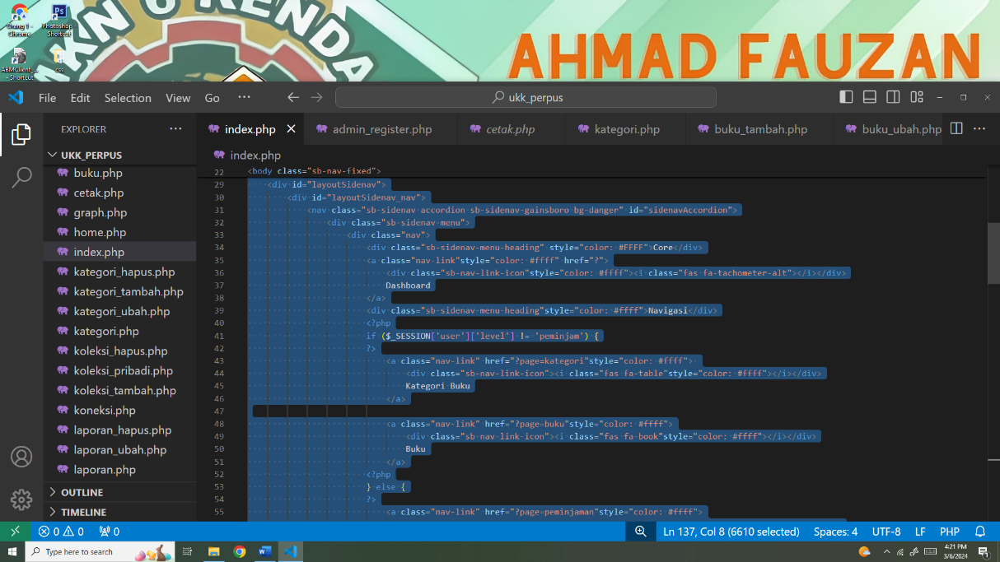 KN 6 RENDA
AHMAD FAUZAN
Orang 1 -
Chrome
Photoshop -
Shortcut
ABMClient_...
- Shortcut
css
File Edit Selection View Go ··· ukk_perpus
EXPLORER ···
index.php admin_register.php cetak.php kategori.php buku_tambah.php buku_ubah.php ···
UKK_PERPUS
index.php
buku.php
cetak.php
graph.php
home.php
index.php
kategori_hapus.php
kategori_tambah.php
kategori_ubah.php
kategori.php
koleksi_hapus.php
koleksi_pribadi.php
koleksi_tambah.php
koneksi.php
laporan_hapus.php
laporan_ubah.php
laporan.php
OUTLINE
TIMELINE
22 <body class="sb-nav-fixed">
29 <div id="layoutSidenav">
30 <div id="layoutSidenav_nav">
31 <nav class="sb-sidenav accordion sb-sidenav-gainsboro bg-danger" id="sidenavAccordion">
32 <div class="sb-sidenav-menu">
33 <div class="nav">
34 <div class="sb-sidenav-menu-heading" style="color: #FFFF">Core</div>
35 <a class="nav-link"style="color: #ffff" href="?">
36 <div class="sb-nav-link-icon"style="color: #ffff"><i class="fas fa-tachometer-alt"></i></div>
37 Dashboard
38 </a>
39 <div class="sb-sidenav-menu-heading"style="color: #ffff">Navigasi</div>
40 <?php
41 if ($_SESSION['user']['level'] != 'peminjam') {
42 ?>
43 <a class="nav-link" href="?page=kategori"style="color: #ffff">
44 <div class="sb-nav-link-icon"><i class="fas fa-table"style="color: #ffff"></i></div>
45 Kategori Buku
46 </a>
47
48 <a class="nav-link" href="?page=buku"style="color: #ffff">
49 <div class="sb-nav-link-icon"><i class="fas fa-book"style="color: #ffff"></i></div>
50 Buku
51 </a>
52 <?php
53 } else {
54 ?>
55 <a class="nav-link" href="?page=peminjaman"style="color: #ffff">
0 0 0 Ln 137, Col 8 (6610 selected) Spaces: 4 UTF-8 LF PHP
Type here to search
4:21 PM
3/6/2024
1